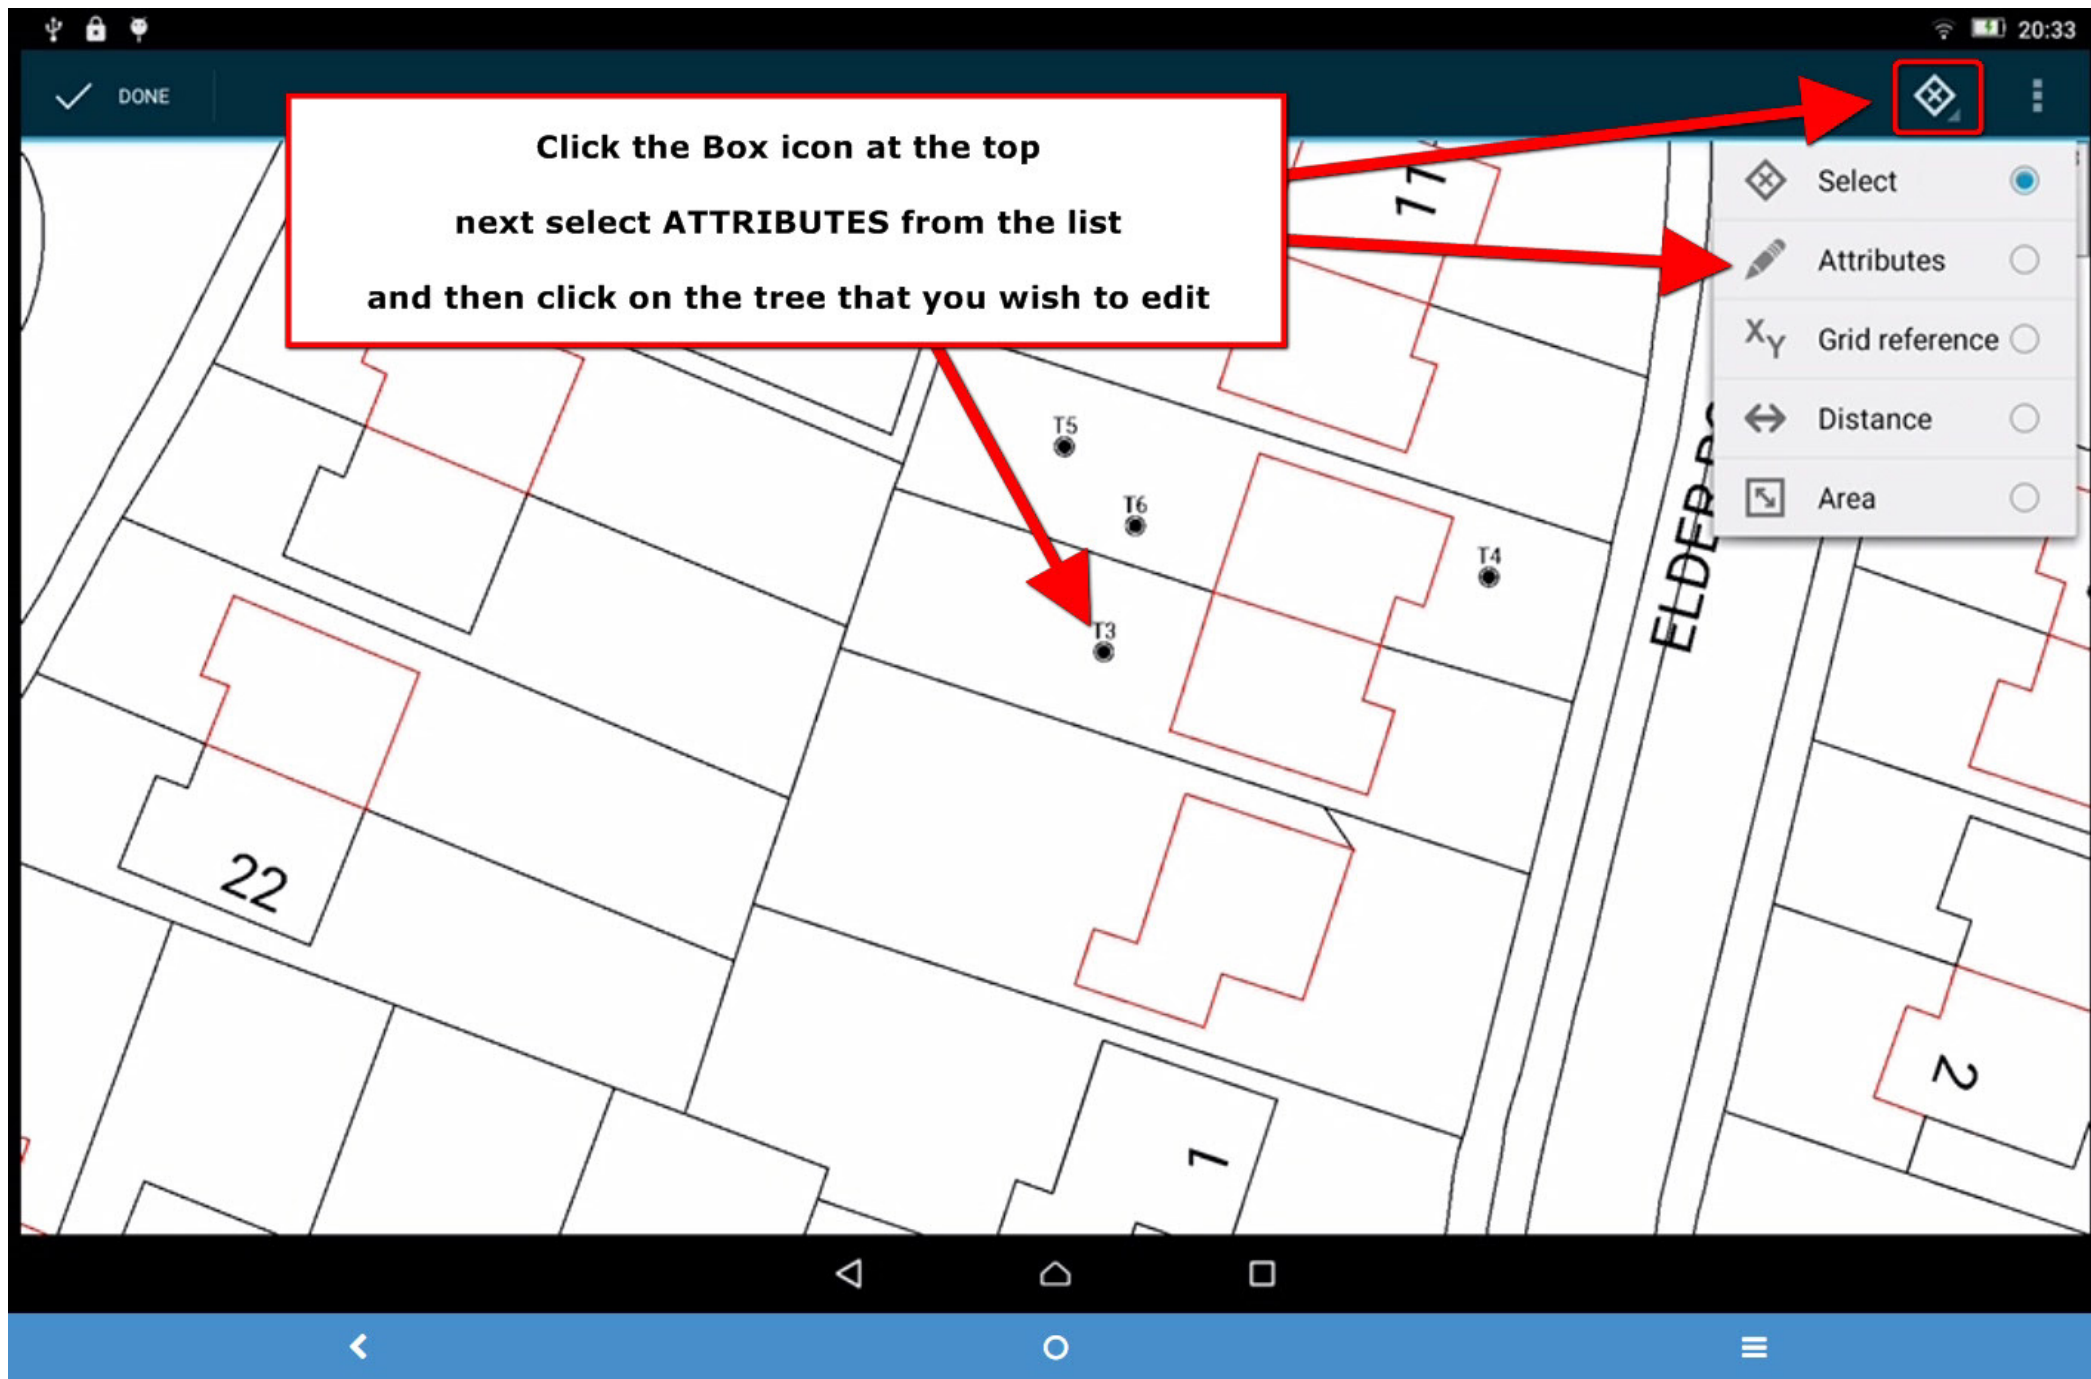 20:33
DONE
Click the Box icon at the top
next select ATTRIBUTES from the list
and then click on the tree that you wish to edit
Select
Attributes
Grid reference
Distance
Area
11
T5
T6
T4
T3
ELDER
22
2
1